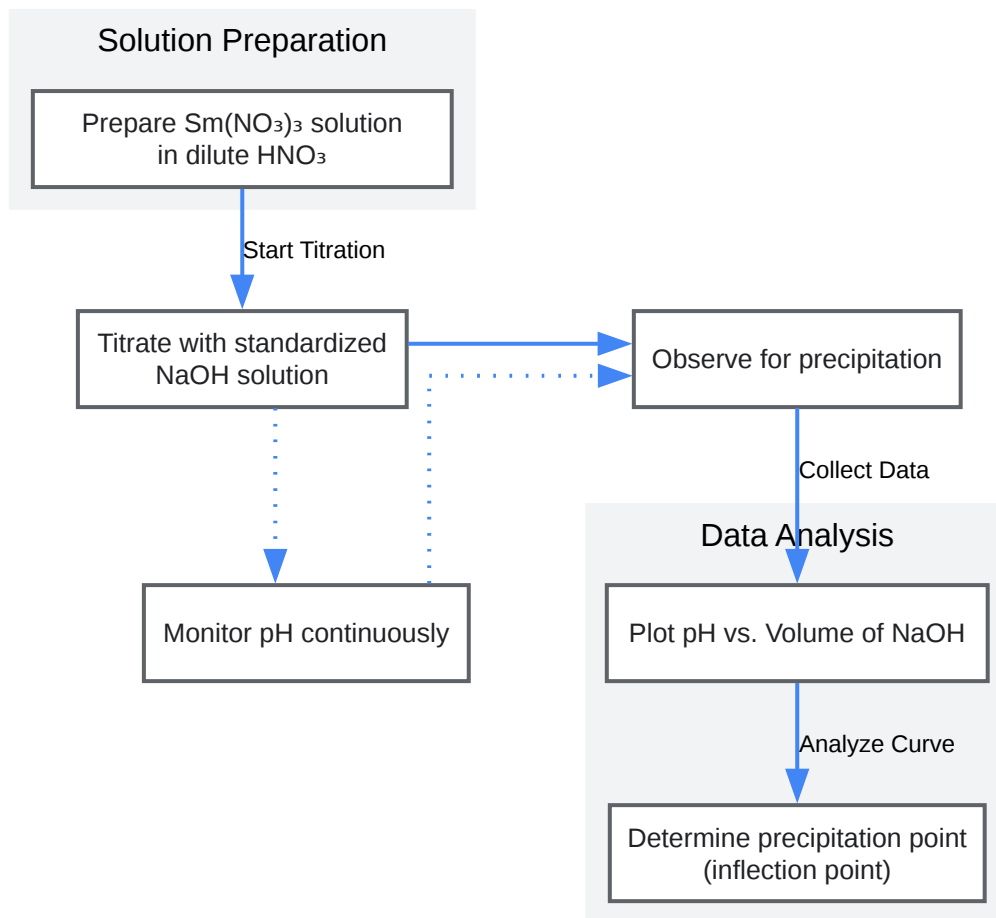 Solution Preparation
Prepare Sm(NO₃)₃ solution
in dilute HNO₃
Start Titration
Titrate with standardized
NaOH solution
Observe for precipitation
Collect Data
Monitor pH continuously
Data Analysis
Plot pH vs. Volume of NaOH
Analyze Curve
Determine precipitation point
(inflection point)